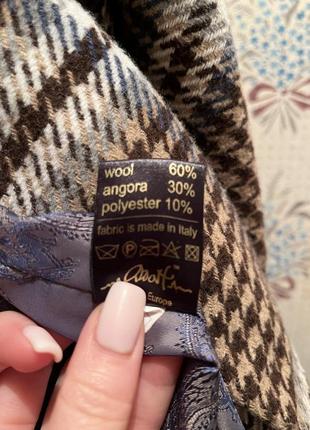 wool 60%
angora 30%
polyester 10%
fabric is made in Italy
Europe